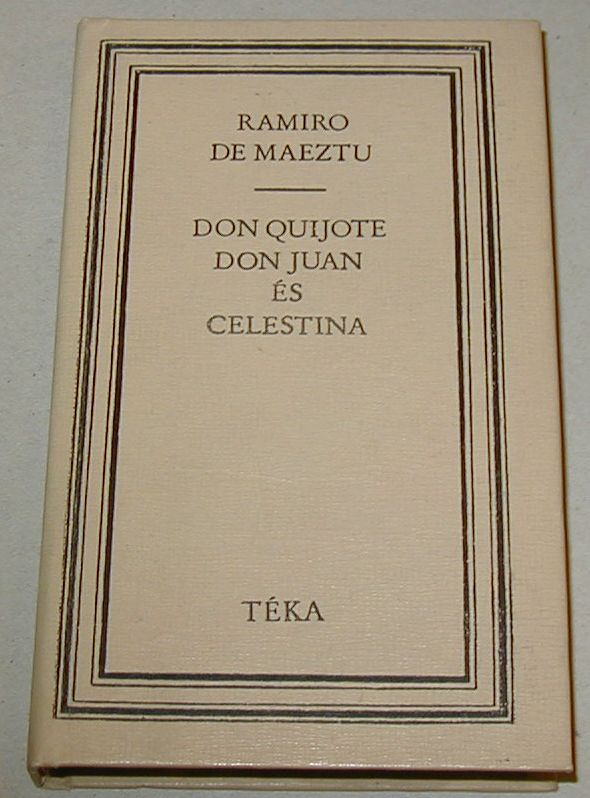 RAMIRO
DE MAEZTU
DON QUIJOTE
DON JUAN
ÉS
CELESTINA
TÉKA